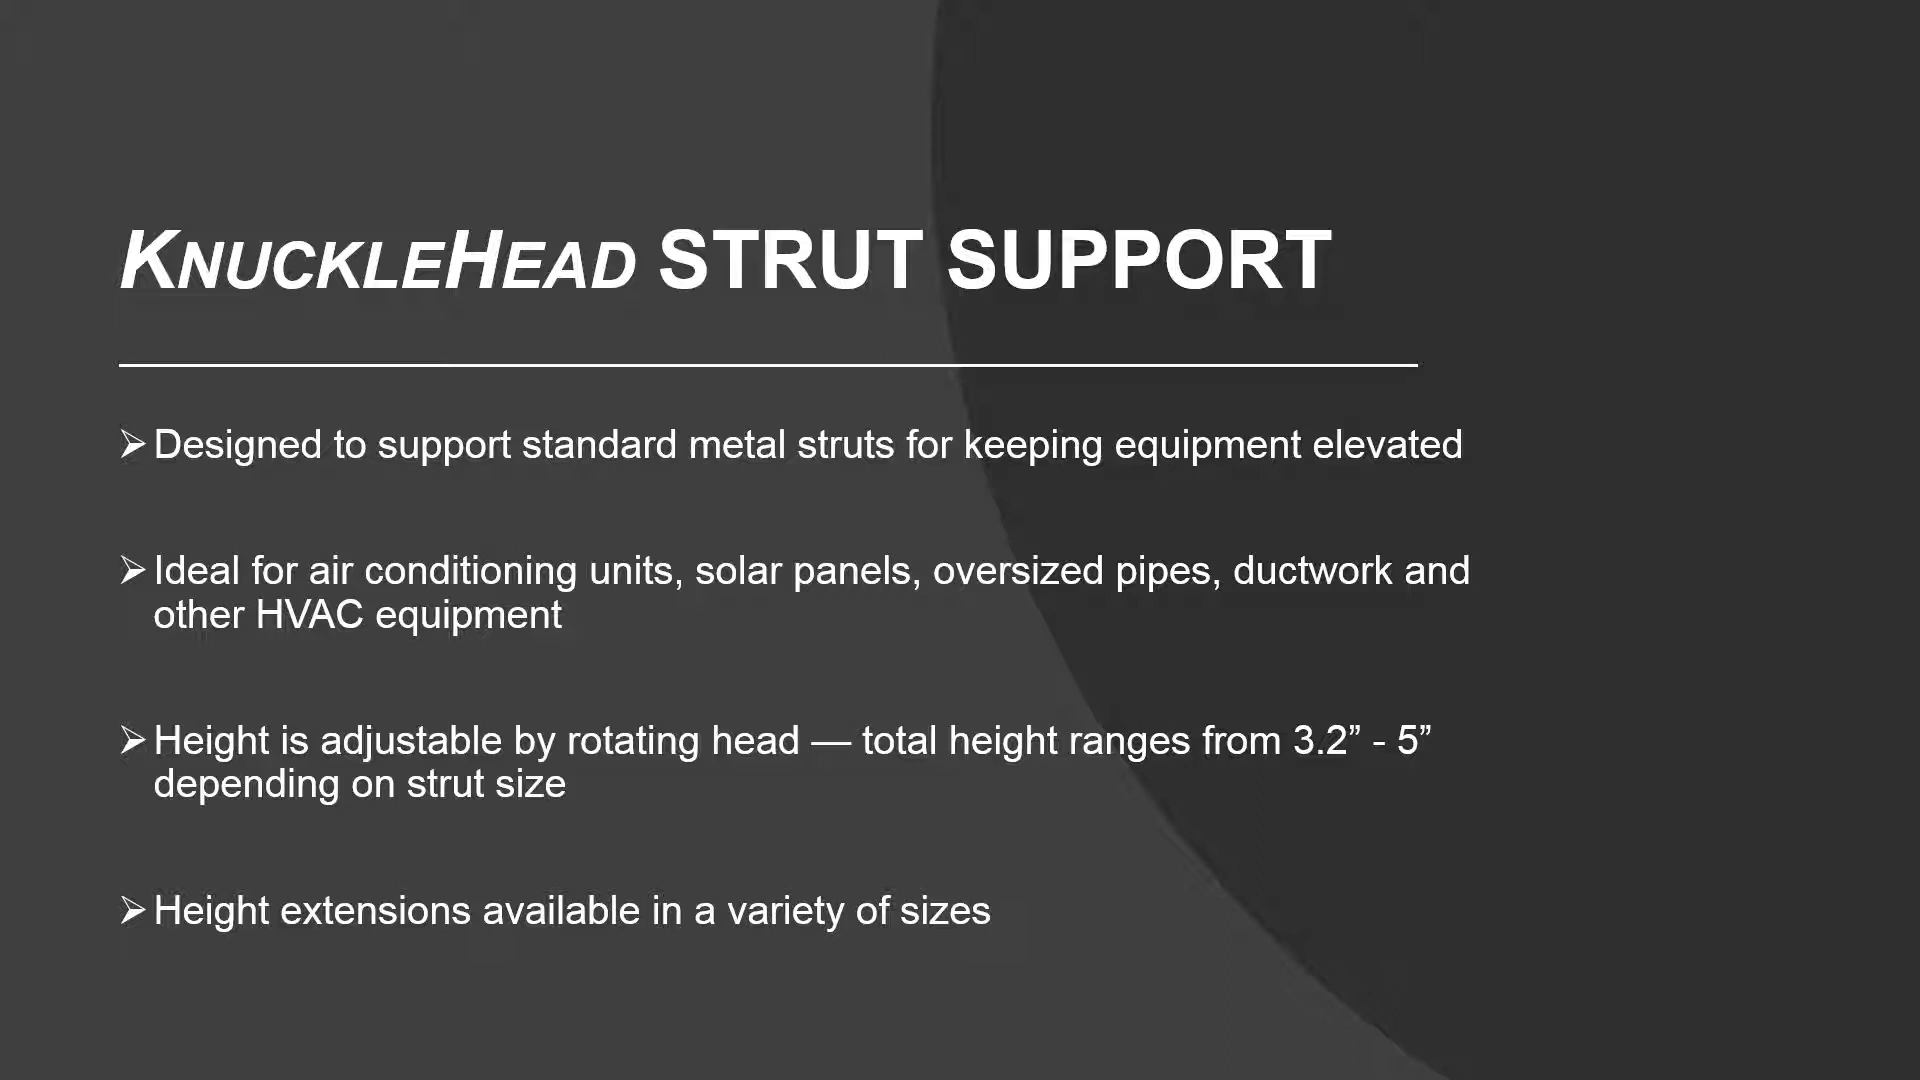 KNUCKLEHEAD STRUT SUPPORT
➢ Designed to support standard metal struts for keeping equipment elevated
➢ Ideal for air conditioning units, solar panels, oversized pipes, ductwork and
other HVAC equipment
➢ Height is adjustable by rotating head — total height ranges from 3.2” - 5”
depending on strut size
➢ Height extensions available in a variety of sizes